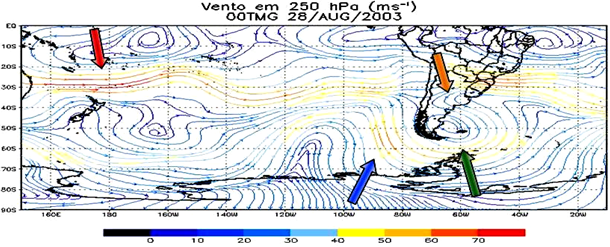 Vento em 250 hPa (ms⁻¹)
00TMG 28/AUG/2003
EQ
10S
20S
30S
40S
50S
60S
70S
80S
90S
160E 180 160W 140W 120W 100W 80W 60W 40W 20W
0 10 20 30 40 50 60 70